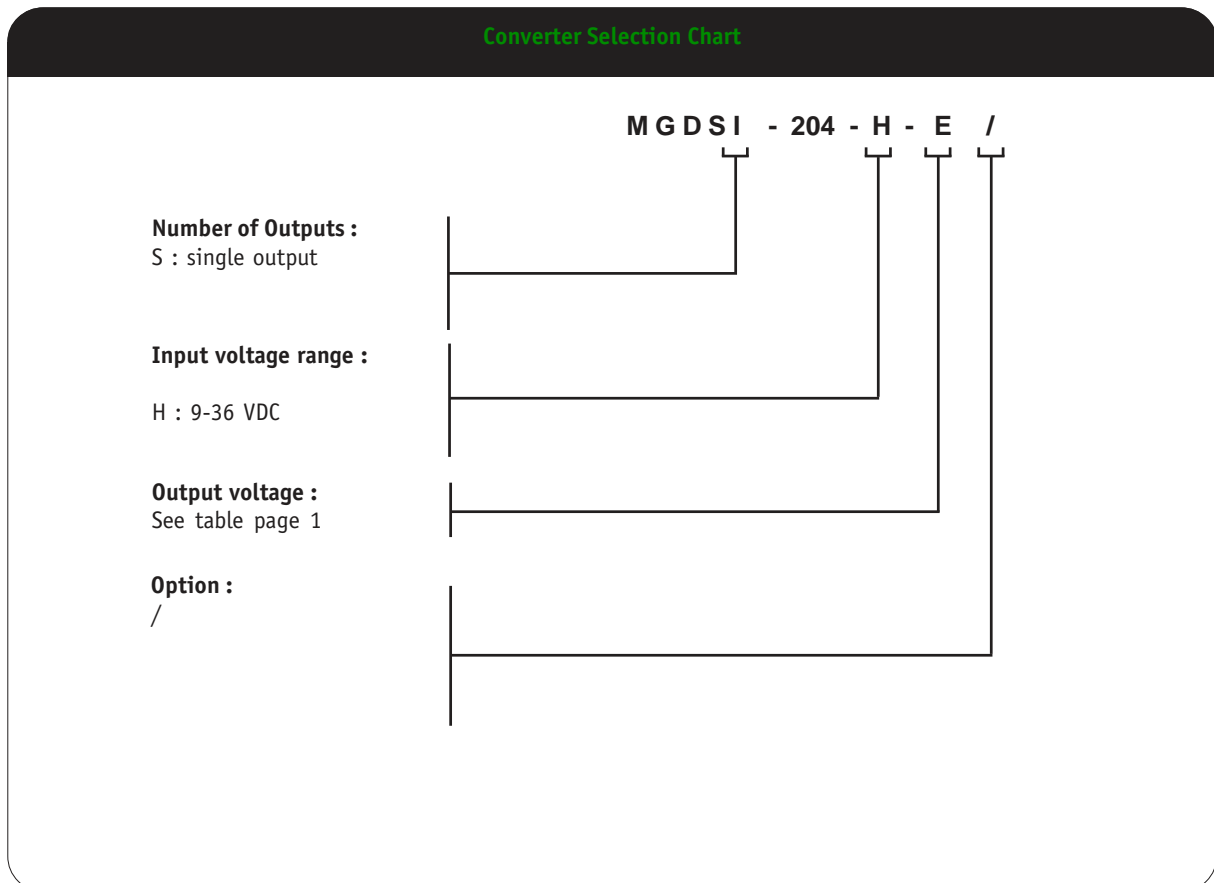 Converter Selection Chart
MGDSI - 204 - H - E /
Number of Outputs :
S : single output
Input voltage range :
H : 9-36 VDC
Output voltage :
See table page 1
Option :
/